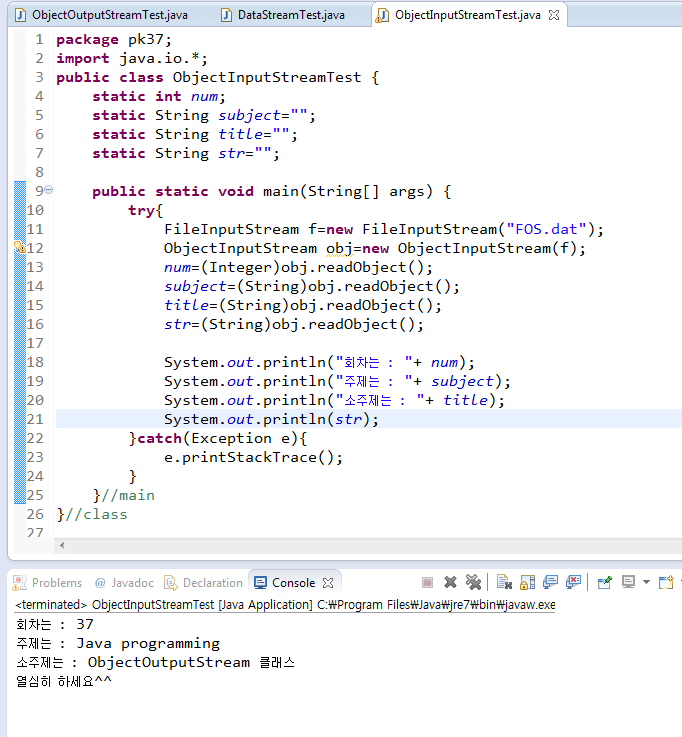 ObjectOutputStreamTest.java DataStreamTest.java ObjectInputStreamTest.java
1 package pk37;
2 import java.io.*;
3 public class ObjectInputStreamTest {
4 static int num;
5 static String subject="";
6 static String title="";
7 static String str="";
8
9 public static void main(String[] args) {
10 try{
11 FileInputStream f=new FileInputStream("FOS.dat");
12 ObjectInputStream obj=new ObjectInputStream(f);
13 num=(Integer)obj.readObject();
14 subject=(String)obj.readObject();
15 title=(String)obj.readObject();
16 str=(String)obj.readObject();
17
18 System.out.println("회차는 : "+ num);
19 System.out.println("주제는 : "+ subject);
20 System.out.println("소주제는 : "+ title);
21 System.out.println(str);
22 }catch(Exception e){
23 e.printStackTrace();
24 }
25 }//main
26 }//class
27
Problems @ Javadoc Declaration Console
<terminated> ObjectInputStreamTest [Java Application] C:₩Program Files₩Java₩jre7₩bin₩javaw.exe
회차는 : 37
주제는 : Java programming
소주제는 : ObjectOutputStream 클래스
열심히 하세요^^